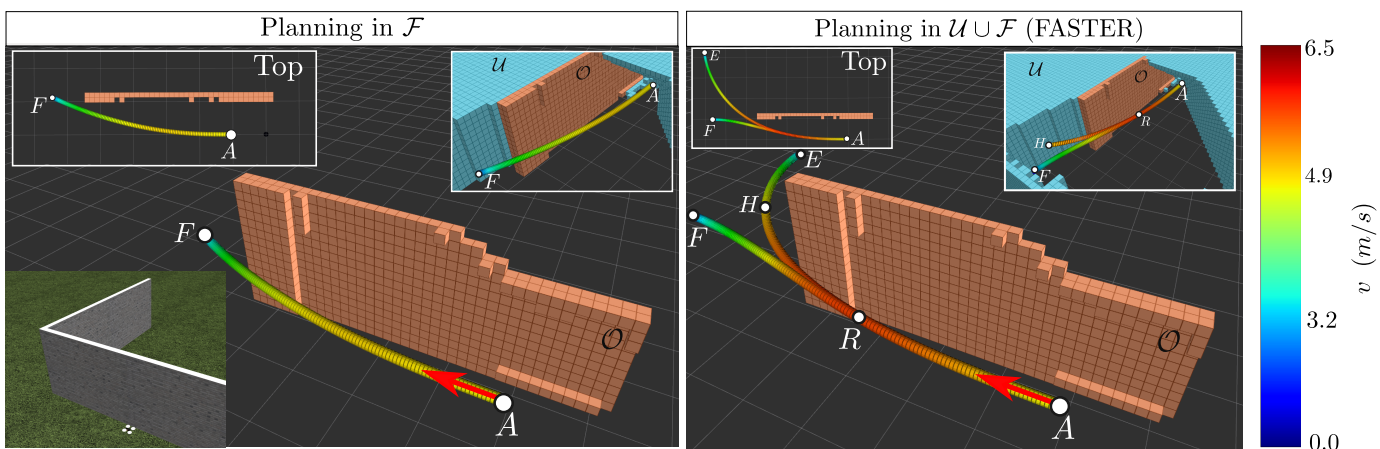 Planning in ℱ
Top
F
A
𝒰
𝒪
A
F
F
𝒪
A
Planning in 𝒰 ∪ ℱ (FASTER)
E
Top
F
A
𝒰
𝒪
A
R
H
F
E
H
F
R
𝒪
A
6.5
4.9
3.2
0.0
v (m/s)